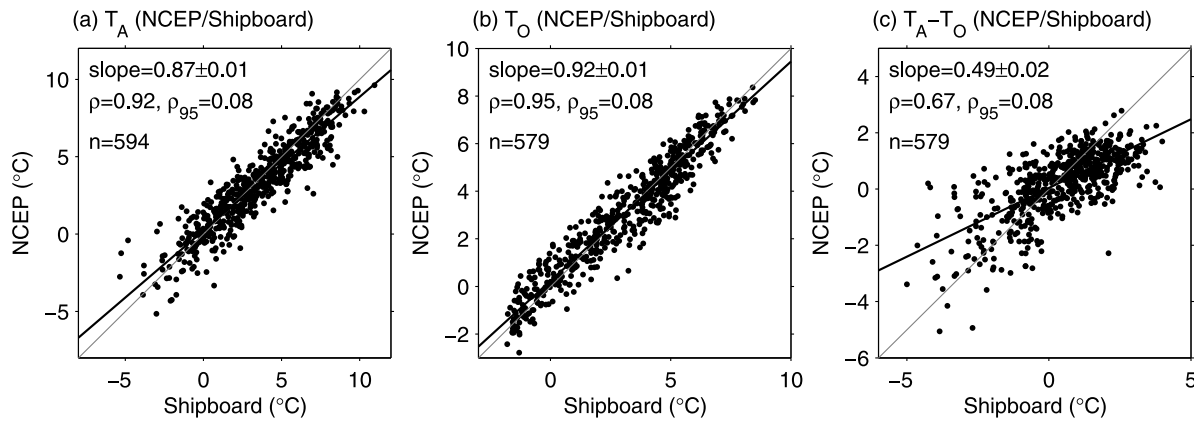 (a) T_A (NCEP/Shipboard)
slope=0.87±0.01
ρ=0.92, ρ_95=0.08
n=594
NCEP (°C)
10
5
0
−5
−5 0 5 10
Shipboard (°C)
(b) T_O (NCEP/Shipboard)
slope=0.92±0.01
ρ=0.95, ρ_95=0.08
n=579
NCEP (°C)
10
8
6
4
2
0
−2
0 5 10
Shipboard (°C)
(c) T_A−T_O (NCEP/Shipboard)
slope=0.49±0.02
ρ=0.67, ρ_95=0.08
n=579
NCEP (°C)
4
2
0
−2
−4
−6
−5 0 5
Shipboard (°C)